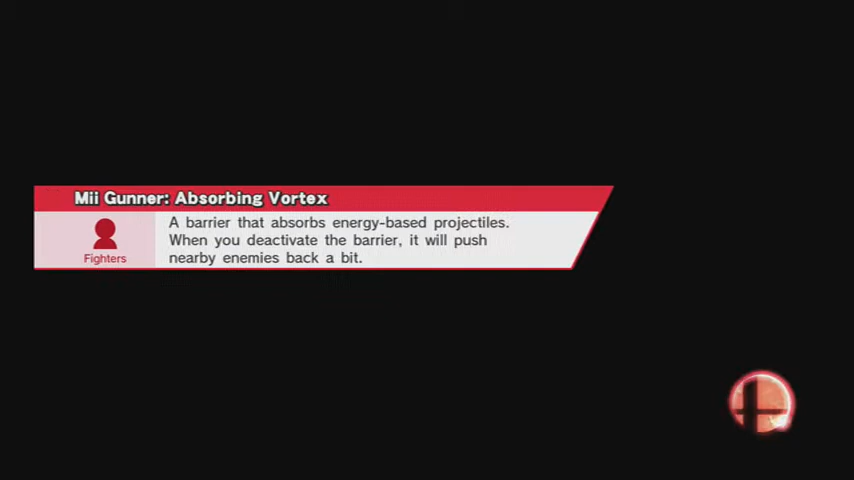 Mii Gunner: Absorbing Vortex
A barrier that absorbs energy-based projectiles.
When you deactivate the barrier, it will push
nearby enemies back a bit.
Fighters